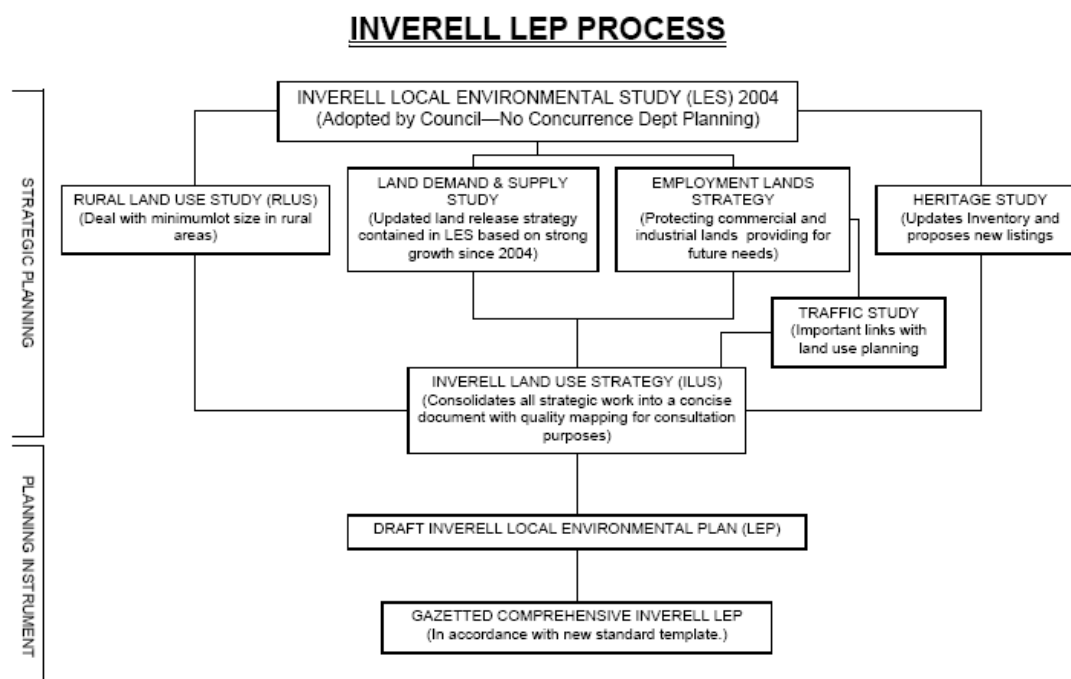 INVERELL LEP PROCESS
INVERELL LOCAL ENVIRONMENTAL STUDY (LES) 2004
(Adopted by Council—No Concurrence Dept Planning)
STRATEGIC PLANNING
RURAL LAND USE STUDY (RLUS)
(Deal with minimumlot size in rural
areas)
LAND DEMAND & SUPPLY
STUDY
(Updated land release strategy
contained in LES based on strong
growth since 2004)
EMPLOYMENT LANDS
STRATEGY
(Protecting commercial and
industrial lands providing for
future needs)
HERITAGE STUDY
(Updates Inventory and
proposes new listings
TRAFFIC STUDY
(Important links with
land use planning
INVERELL LAND USE STRATEGY (ILUS)
(Consolidates all strategic work into a concise
document with quality mapping for consultation
purposes)
PLANNING INSTRUMENT
DRAFT INVERELL LOCAL ENVIRONMENTAL PLAN (LEP)
GAZETTED COMPREHENSIVE INVERELL LEP
(In accordance with new standard template.)